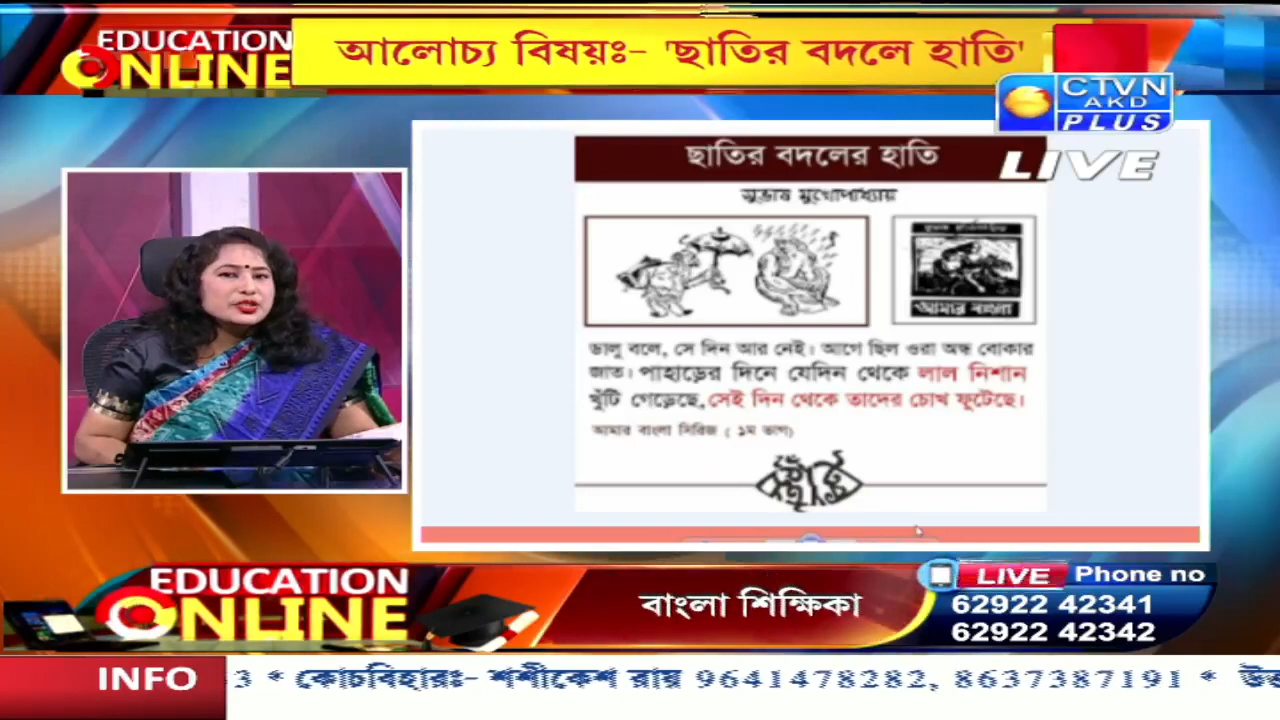 EDUCATION
ONLINE
আলোচ্য বিষয়ঃ- 'ছাতির বদলে হাতি'
CTVN
AKD
PLUS
LIVE
ছাতির বদলের হাতি
সুভাষ মুখোপাধ্যায়
আমার বাংলা
ডালু বলে, সে দিন আর নেই। আগে ছিল ওরা অন্ধ বোকার
জাত। পাহাড়ের দিনে যেদিন থেকে লাল নিশান
খুঁটি গেড়েছে, সেই দিন থেকে তাদের চোখ ফুটেছে।
আমার বাংলা সিরিজ ( ১ম ভাগ)
EDUCATION
ONLINE
বাংলা শিক্ষিকা
LIVE Phone no
62922 42341
62922 42342
INFO
3 * কোচবিহারঃ- শশীকেশ রায় 9641478282, 8637387191 *